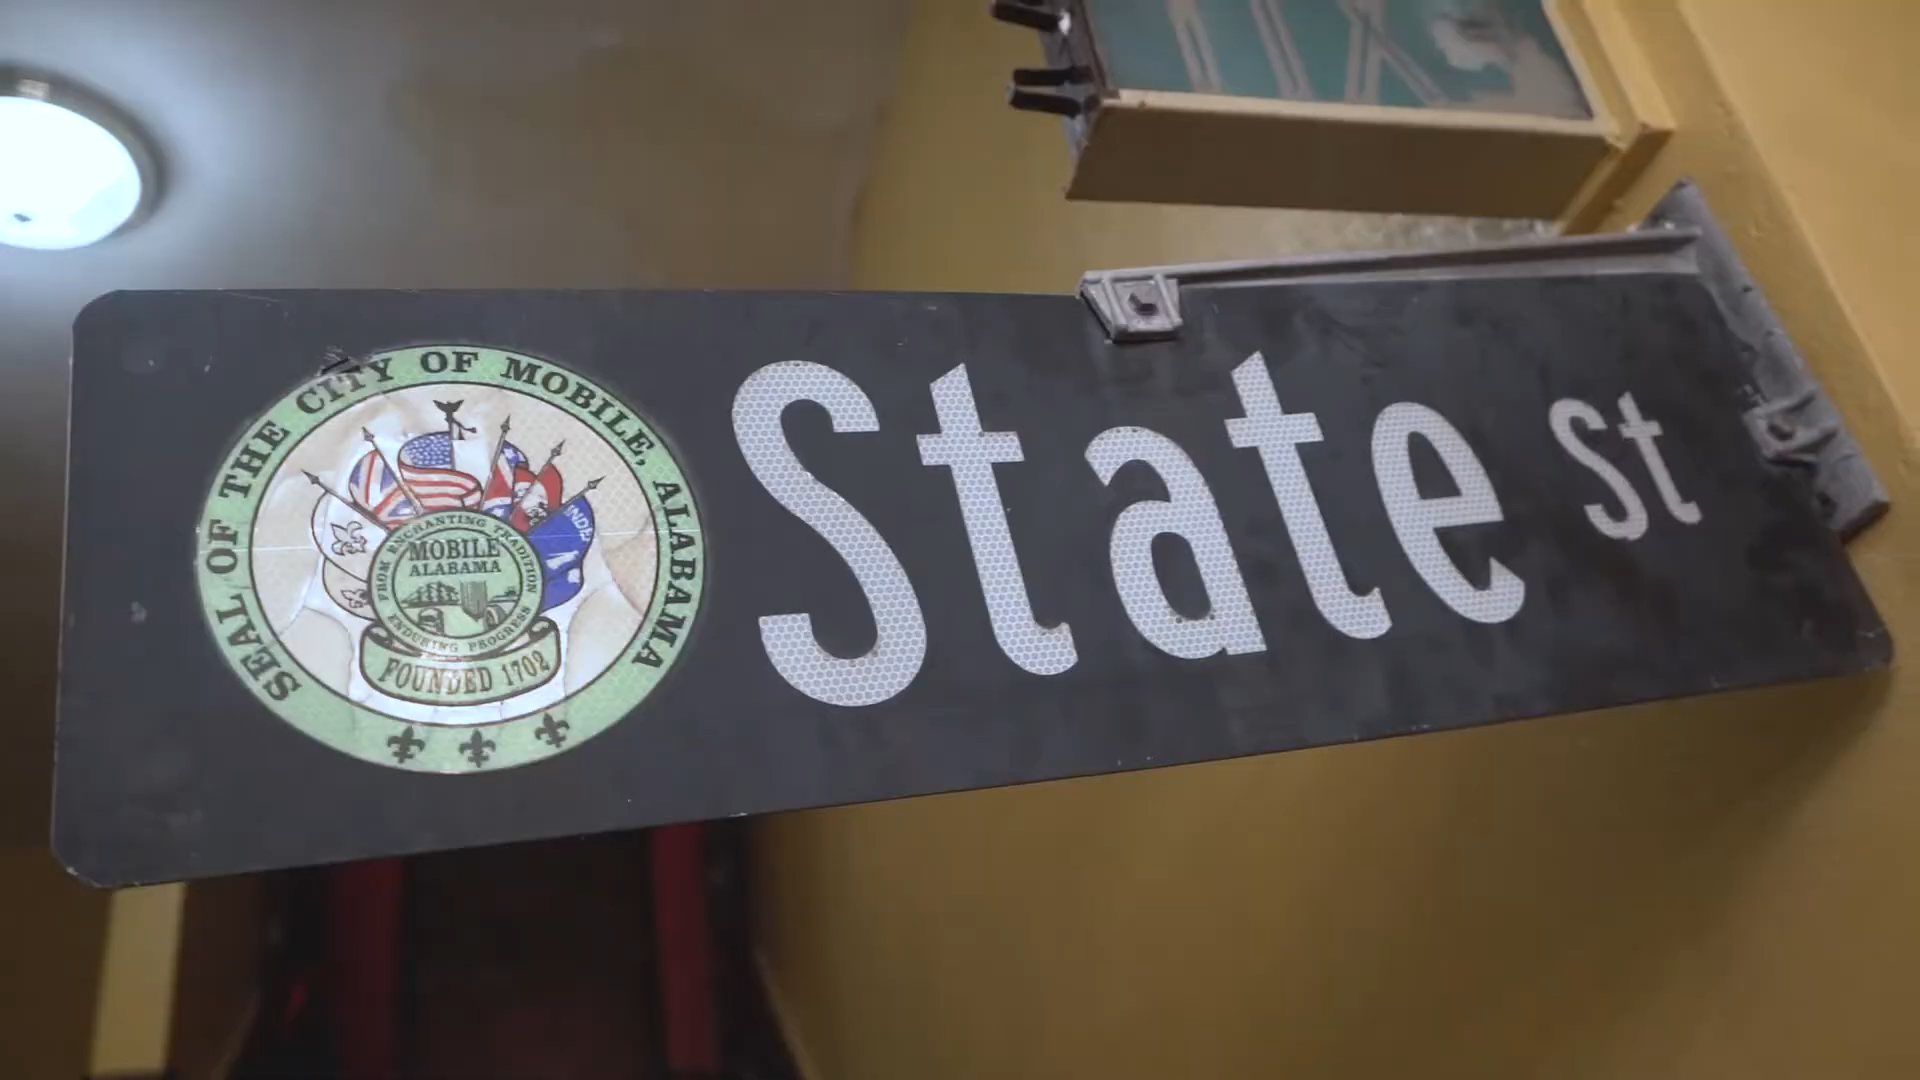 SEAL OF THE CITY OF MOBILE, ALABAMA
FROM ENCHANTING TRADITION
MOBILE
ALABAMA
ENDURING PROGRESS
FOUNDED 1702
State St